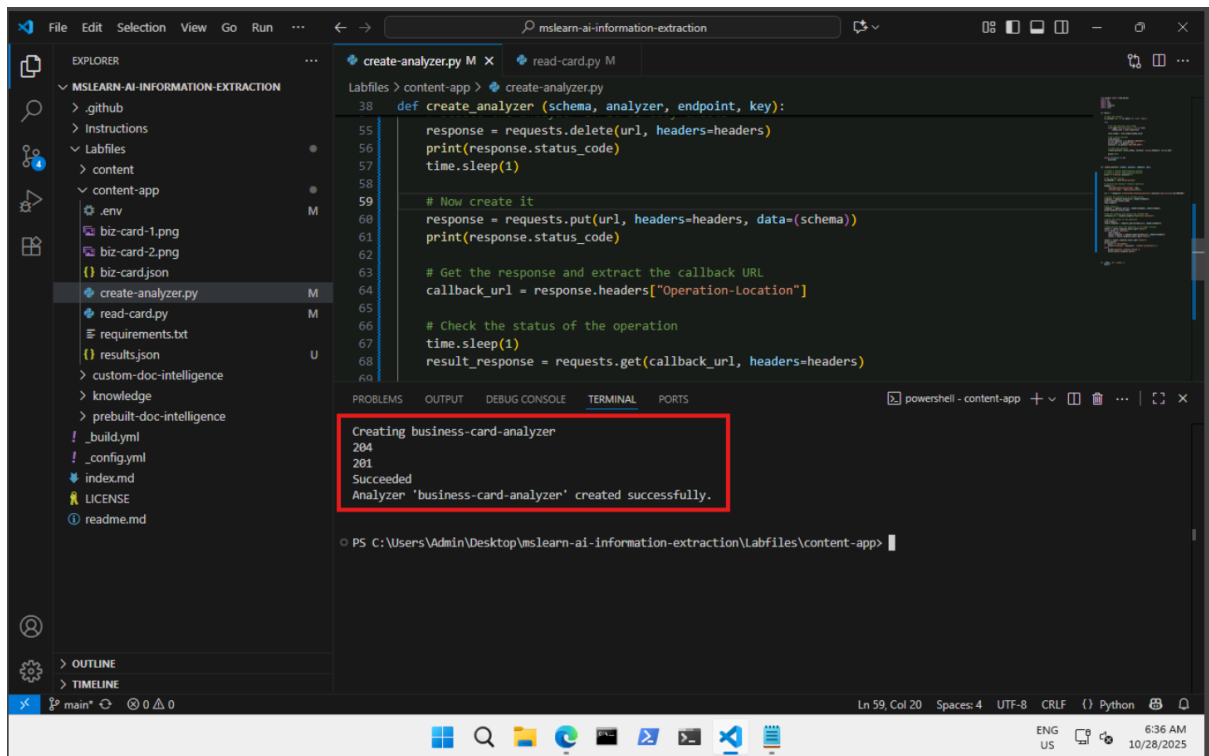 File Edit Selection View Go Run ···
mslearn-ai-information-extraction
EXPLORER ···
MSLEARN-AI-INFORMATION-EXTRACTION
.github
Instructions
Labfiles
content
content-app
.env M
biz-card-1.png
biz-card-2.png
{} biz-card.json
create-analyzer.py M
read-card.py M
requirements.txt
{} results.json U
custom-doc-intelligence
knowledge
prebuilt-doc-intelligence
! _build.yml
! _config.yml
index.md
LICENSE
readme.md
OUTLINE
TIMELINE
4
create-analyzer.py M × read-card.py M
Labfiles > content-app > create-analyzer.py
38 def create_analyzer (schema, analyzer, endpoint, key):
55 response = requests.delete(url, headers=headers)
56 print(response.status_code)
57 time.sleep(1)
58
59 # Now create it
60 response = requests.put(url, headers=headers, data=(schema))
61 print(response.status_code)
62
63 # Get the response and extract the callback URL
64 callback_url = response.headers["Operation-Location"]
65
66 # Check the status of the operation
67 time.sleep(1)
68 result_response = requests.get(callback_url, headers=headers)
69
PROBLEMS OUTPUT DEBUG CONSOLE TERMINAL PORTS powershell - content-app
Creating business-card-analyzer
204
201
Succeeded
Analyzer 'business-card-analyzer' created successfully.
PS C:\Users\Admin\Desktop\mslearn-ai-information-extraction\Labfiles\content-app>
main* 0 0 Ln 59, Col 20 Spaces: 4 UTF-8 CRLF {} Python
ENG
US
6:36 AM
10/28/2025